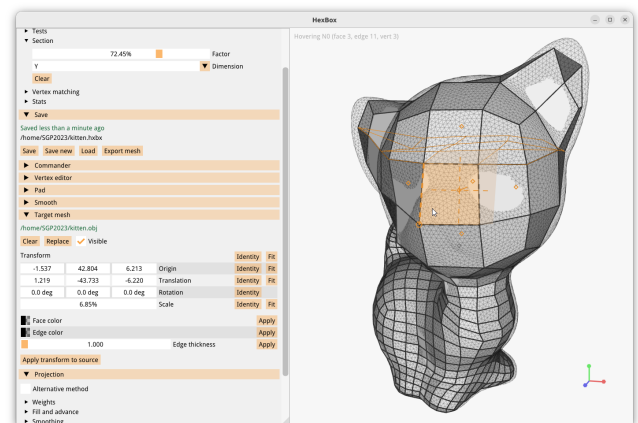 HexBox
Tests
Section
72.45% Factor
Y Dimension
Clear
Vertex matching
Stats
Save
Saved less than a minute ago
/home/SGP2023/kitten.hxbx
Save Save new Load Export mesh
Commander
Vertex editor
Pad
Smooth
Target mesh
/home/SGP2023/kitten.obj
Clear Replace Visible
Transform Identity Fit
-1.537 42.804 6.213 Origin Identity Fit
1.219 -43.733 -6.220 Translation Identity Fit
0.0 deg 0.0 deg 0.0 deg Rotation Identity
6.85% Scale Identity Fit
Face color Apply
Edge color Apply
1.000 Edge thickness Apply
Apply transform to source
Projection
Alternative method
Weights
Fill and advance
Smoothing
Hovering N0 (face 3, edge 11, vert 3)